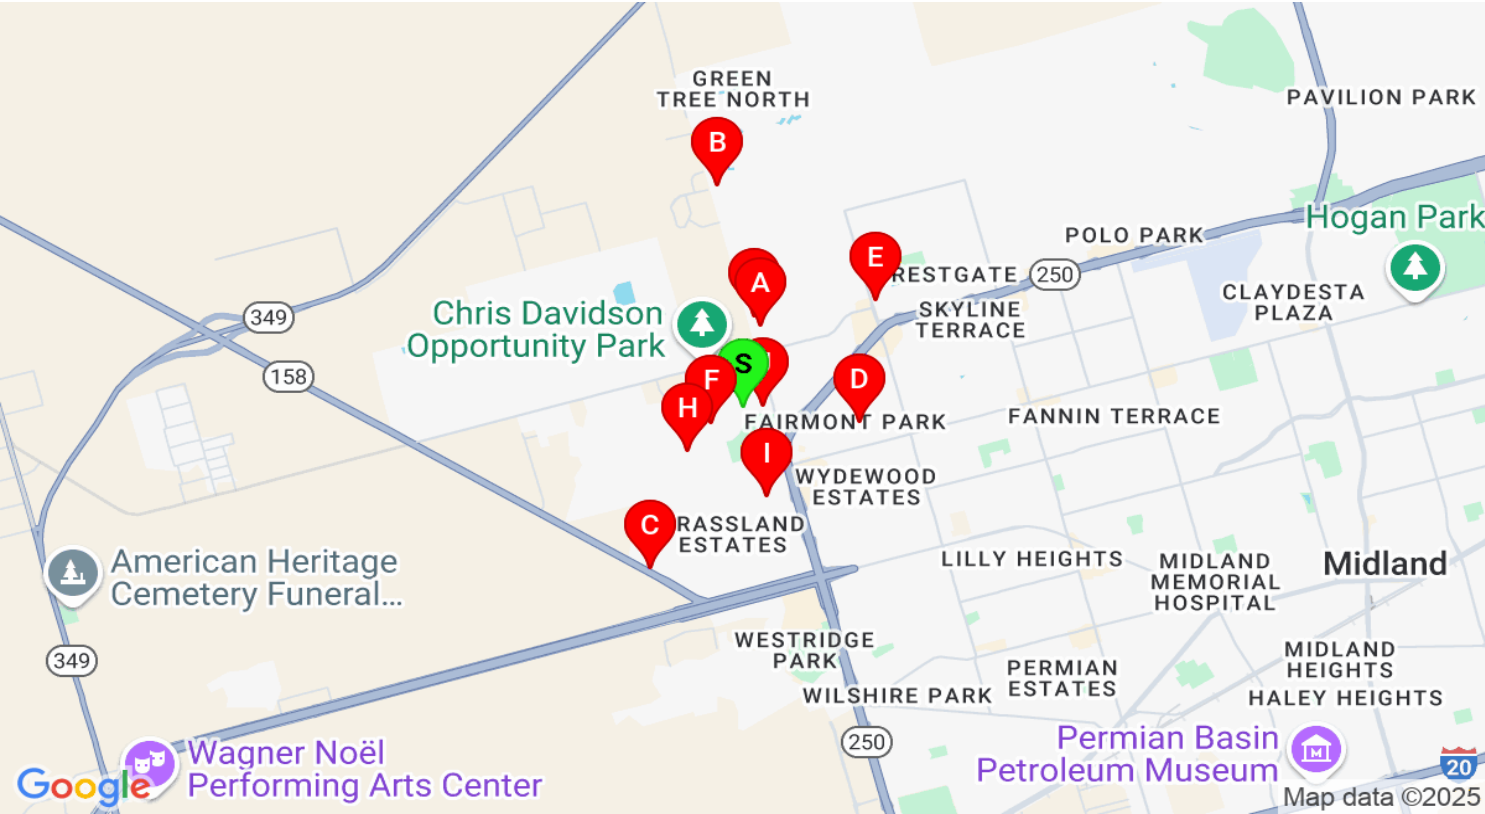 GREEN
TREE NORTH
PAVILION PARK
B
Hogan Park
POLO PARK
E
RESTGATE
250
A
CLAYDESTA
PLAZA
349
Chris Davidson
Opportunity Park
SKYLINE
TERRACE
158
S
F
D
H
FAIRMONT PARK
FANNIN TERRACE
I
WYDEWOOD
ESTATES
C
RASSLAND
ESTATES
American Heritage
Cemetery Funeral...
LILLY HEIGHTS
MIDLAND
MEMORIAL
HOSPITAL
Midland
349
WESTRIDGE
PARK
PERMIAN
ESTATES
MIDLAND
HEIGHTS
WILSHIRE PARK
HALEY HEIGHTS
250
Wagner Noël
Performing Arts Center
Permian Basin
Petroleum Museum
M
20
Google
Map data ©2025